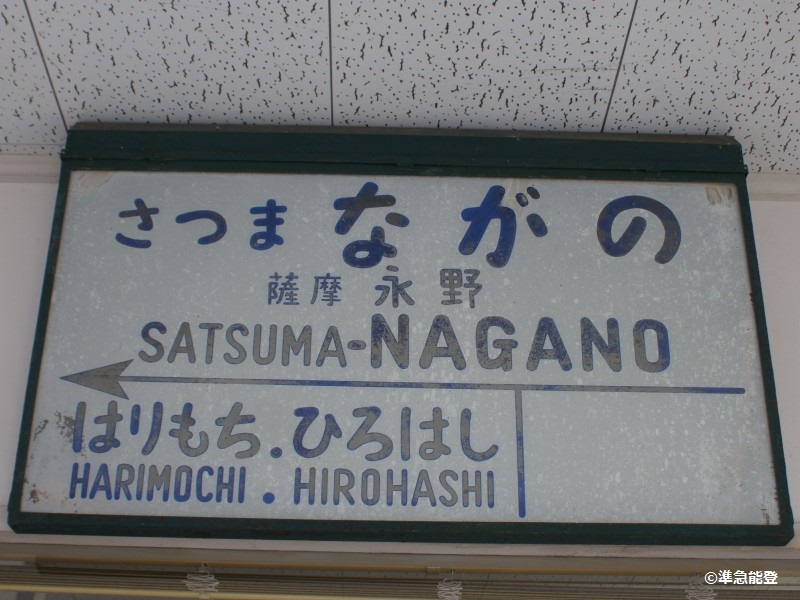 さつま ながの
薩摩 永野
SATSUMA-NAGANO
はりもち.ひろはし
HARIMOCHI . HIROHASHI
©準急能登